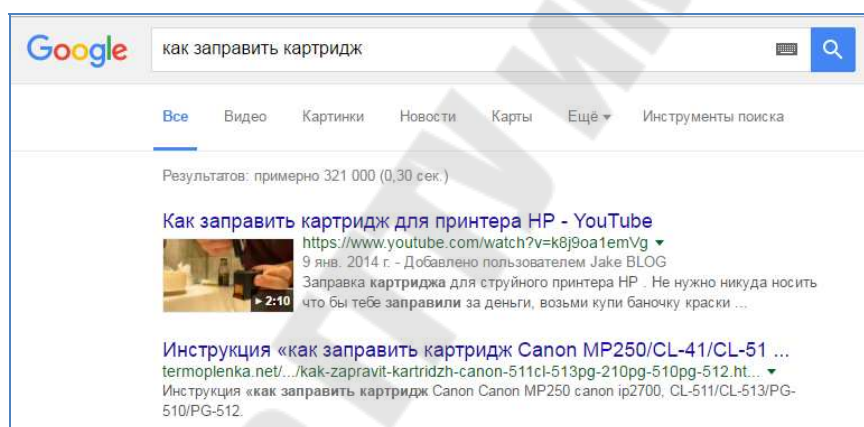 Google как заправить картридж
Все Видео Картинки Новости Карты Ещё Инструменты поиска
Результатов: примерно 321 000 (0,30 сек.)
Как заправить картридж для принтера HP - YouTube
https://www.youtube.com/watch?v=k8j9oa1emVg
9 янв. 2014 г. - Добавлено пользователем Jake BLOG
Заправка картриджа для струйного принтера HP . Не нужно никуда носить
2:10 что бы тебе заправили за деньги, возьми купи баночку краски ...
Инструкция «как заправить картридж Canon MP250/CL-41/CL-51 ...
termoplenka.net/.../kak-zapravit-kartridzh-canon-511cl-513pg-210pg-510pg-512.ht...
Инструкция «как заправить картридж Canon Canon MP250 canon ip2700, CL-511/CL-513/PG-
510/PG-512.